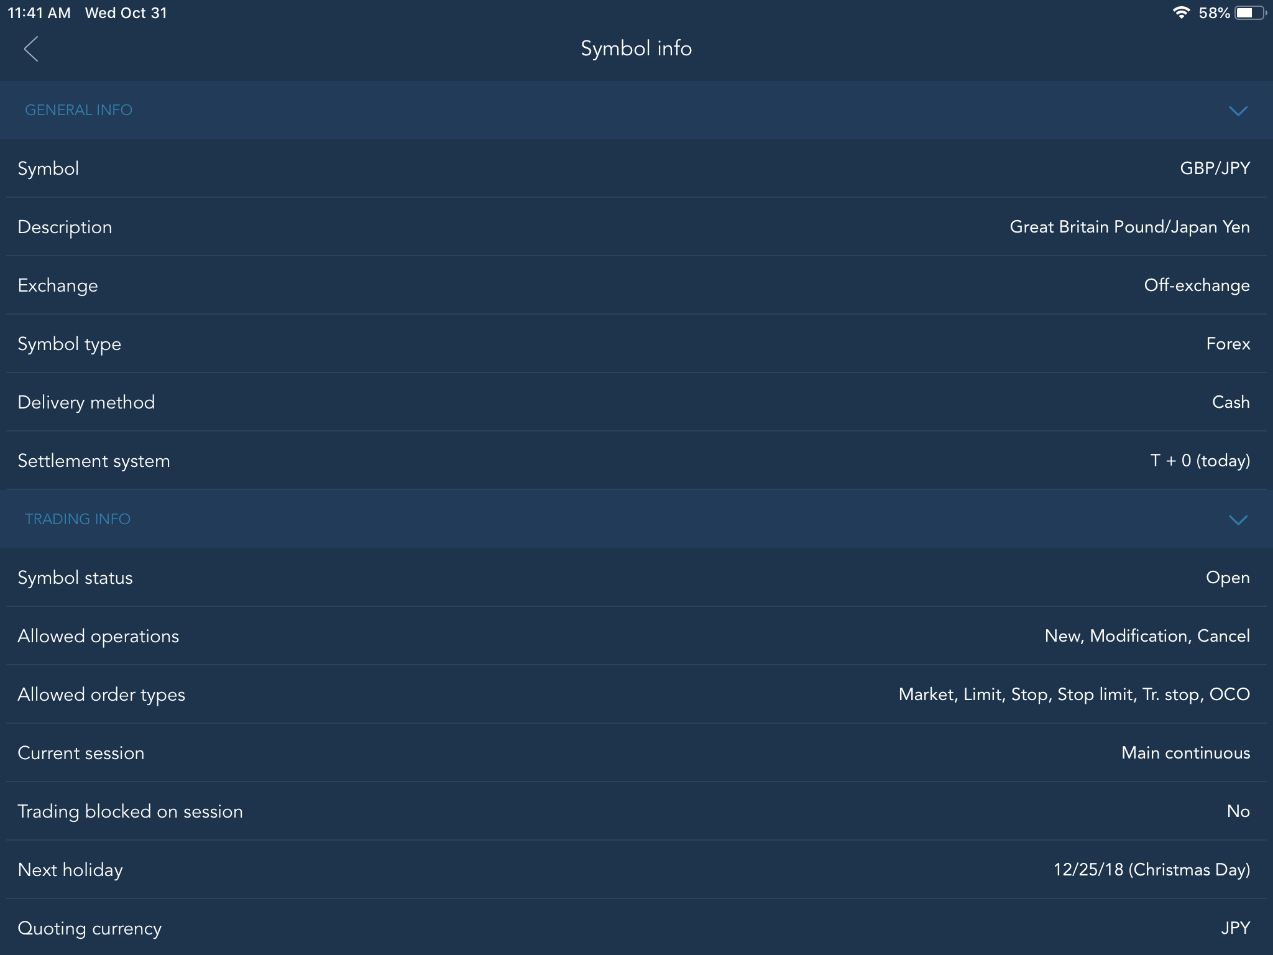 11:41 AM Wed Oct 31 58%
Symbol info
GENERAL INFO
Symbol GBP/JPY
Description Great Britain Pound/Japan Yen
Exchange Off-exchange
Symbol type Forex
Delivery method Cash
Settlement system T + 0 (today)
TRADING INFO
Symbol status Open
Allowed operations New, Modification, Cancel
Allowed order types Market, Limit, Stop, Stop limit, Tr. stop, OCO
Current session Main continuous
Trading blocked on session No
Next holiday 12/25/18 (Christmas Day)
Quoting currency JPY